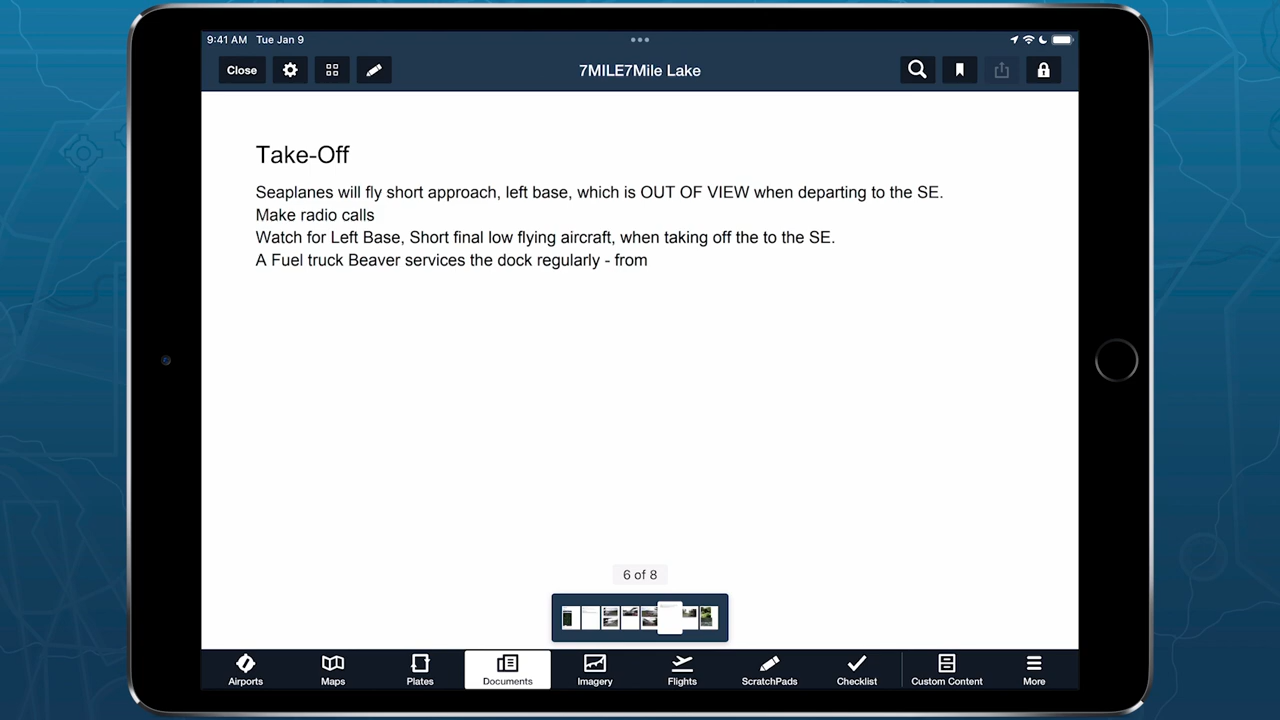 9:41 AM Tue Jan 9
Close
7MILE7Mile Lake
Take-Off
Seaplanes will fly short approach, left base, which is OUT OF VIEW when departing to the SE.
Make radio calls
Watch for Left Base, Short final low flying aircraft, when taking off the to the SE.
A Fuel truck Beaver services the dock regularly - from
6 of 8
Airports Maps Plates Documents Imagery Flights ScratchPads Checklist Custom Content More